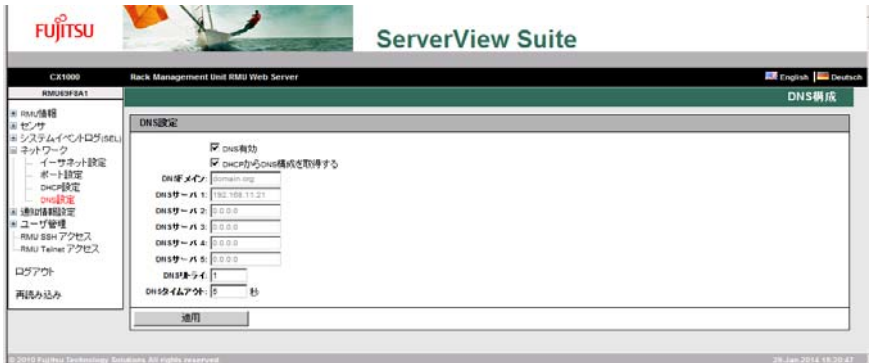 FUJITSU
ServerView Suite
CX1000
Rack Management Unit RMU Web Server
English
Deutsch
RMU69F8A1
DNS構成
RMU情報
センサ
システムイベントログ(SEL)
ネットワーク
イーサネット設定
ポート設定
DHCP設定
DNS設定
通知情報設定
ユーザ管理
RMU SSH アクセス
RMU Telnet アクセス
ログアウト
再読み込み
DNS設定
DNS有効
DHCPからDNS構成を取得する
DNSドメイン: domain.org
DNSサーバ 1: 192.168.11.21
DNSサーバ 2: 0.0.0.0
DNSサーバ 3: 0.0.0.0
DNSサーバ 4: 0.0.0.0
DNSサーバ 5: 0.0.0.0
DNSリトライ: 1
DNSタイムアウト: 5 秒
適用
© 2010 Fujitsu Technology Solutions All rights reserved